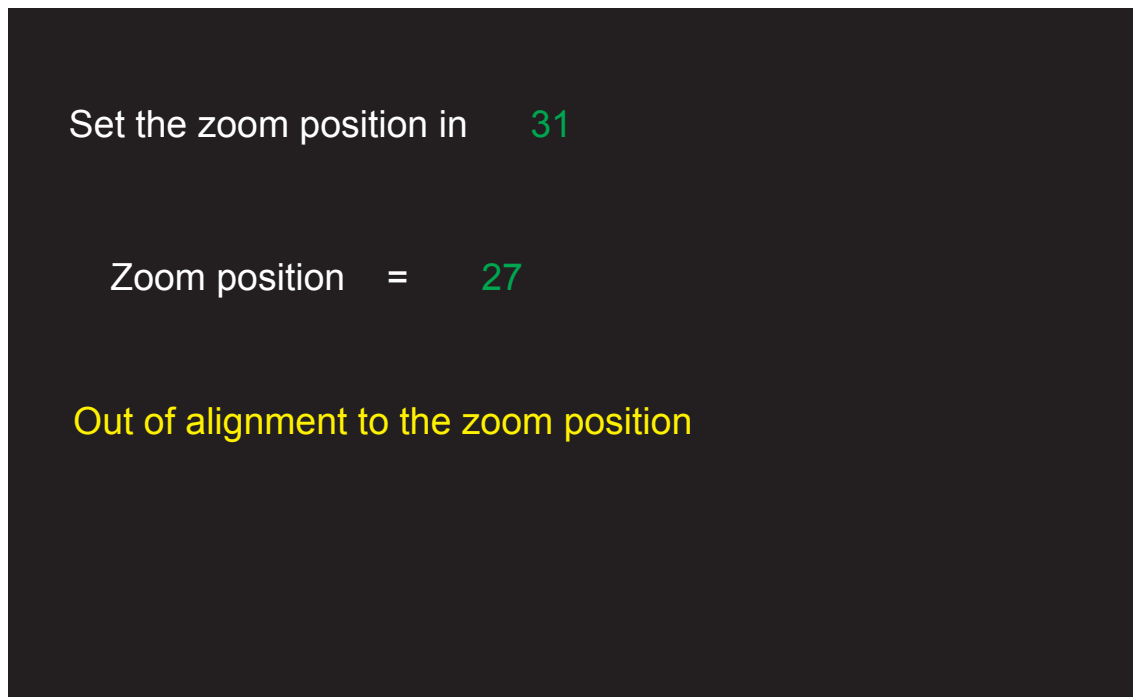 Set the zoom position in 31
Zoom position = 27
Out of alignment to the zoom position